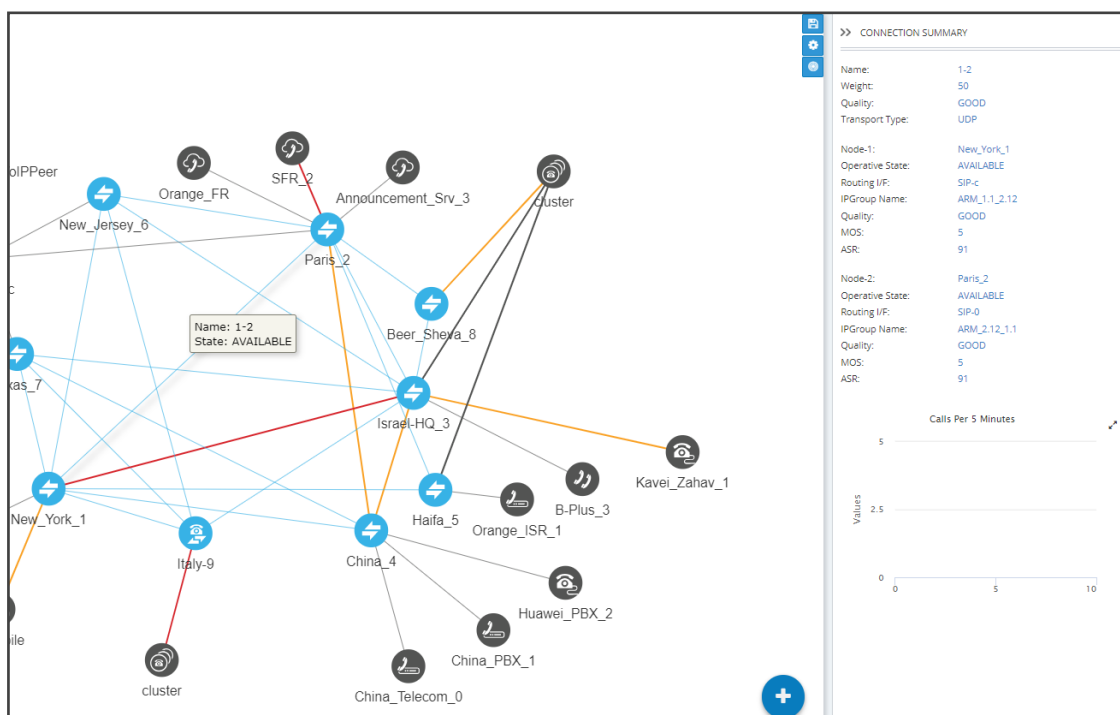 olPPeer
Orange_FR
SFR_2
Announcement_Srv_3
cluster
New_Jersey_6
Paris_2
c
Name: 1-2
State: AVAILABLE
Beer_Sheva_8
xas_7
Israel-HQ_3
Kavei_Zahav_1
B-Plus_3
New_York_1
Haifa_5
Orange_ISR_1
Italy-9
China_4
Huawei_PBX_2
ile
China_PBX_1
cluster
China_Telecom_0
+
CONNECTION SUMMARY
Name: 1-2
Weight: 50
Quality: GOOD
Transport Type: UDP
Node-1: New_York_1
Operative State: AVAILABLE
Routing I/F: SIP-c
IPGroup Name: ARM_1.1_2.12
Quality: GOOD
MOS: 5
ASR: 91
Node-2: Paris_2
Operative State: AVAILABLE
Routing I/F: SIP-0
IPGroup Name: ARM_2.12_1.1
Quality: GOOD
MOS: 5
ASR: 91
Calls Per 5 Minutes
5
2.5
0
Values
0 5 10